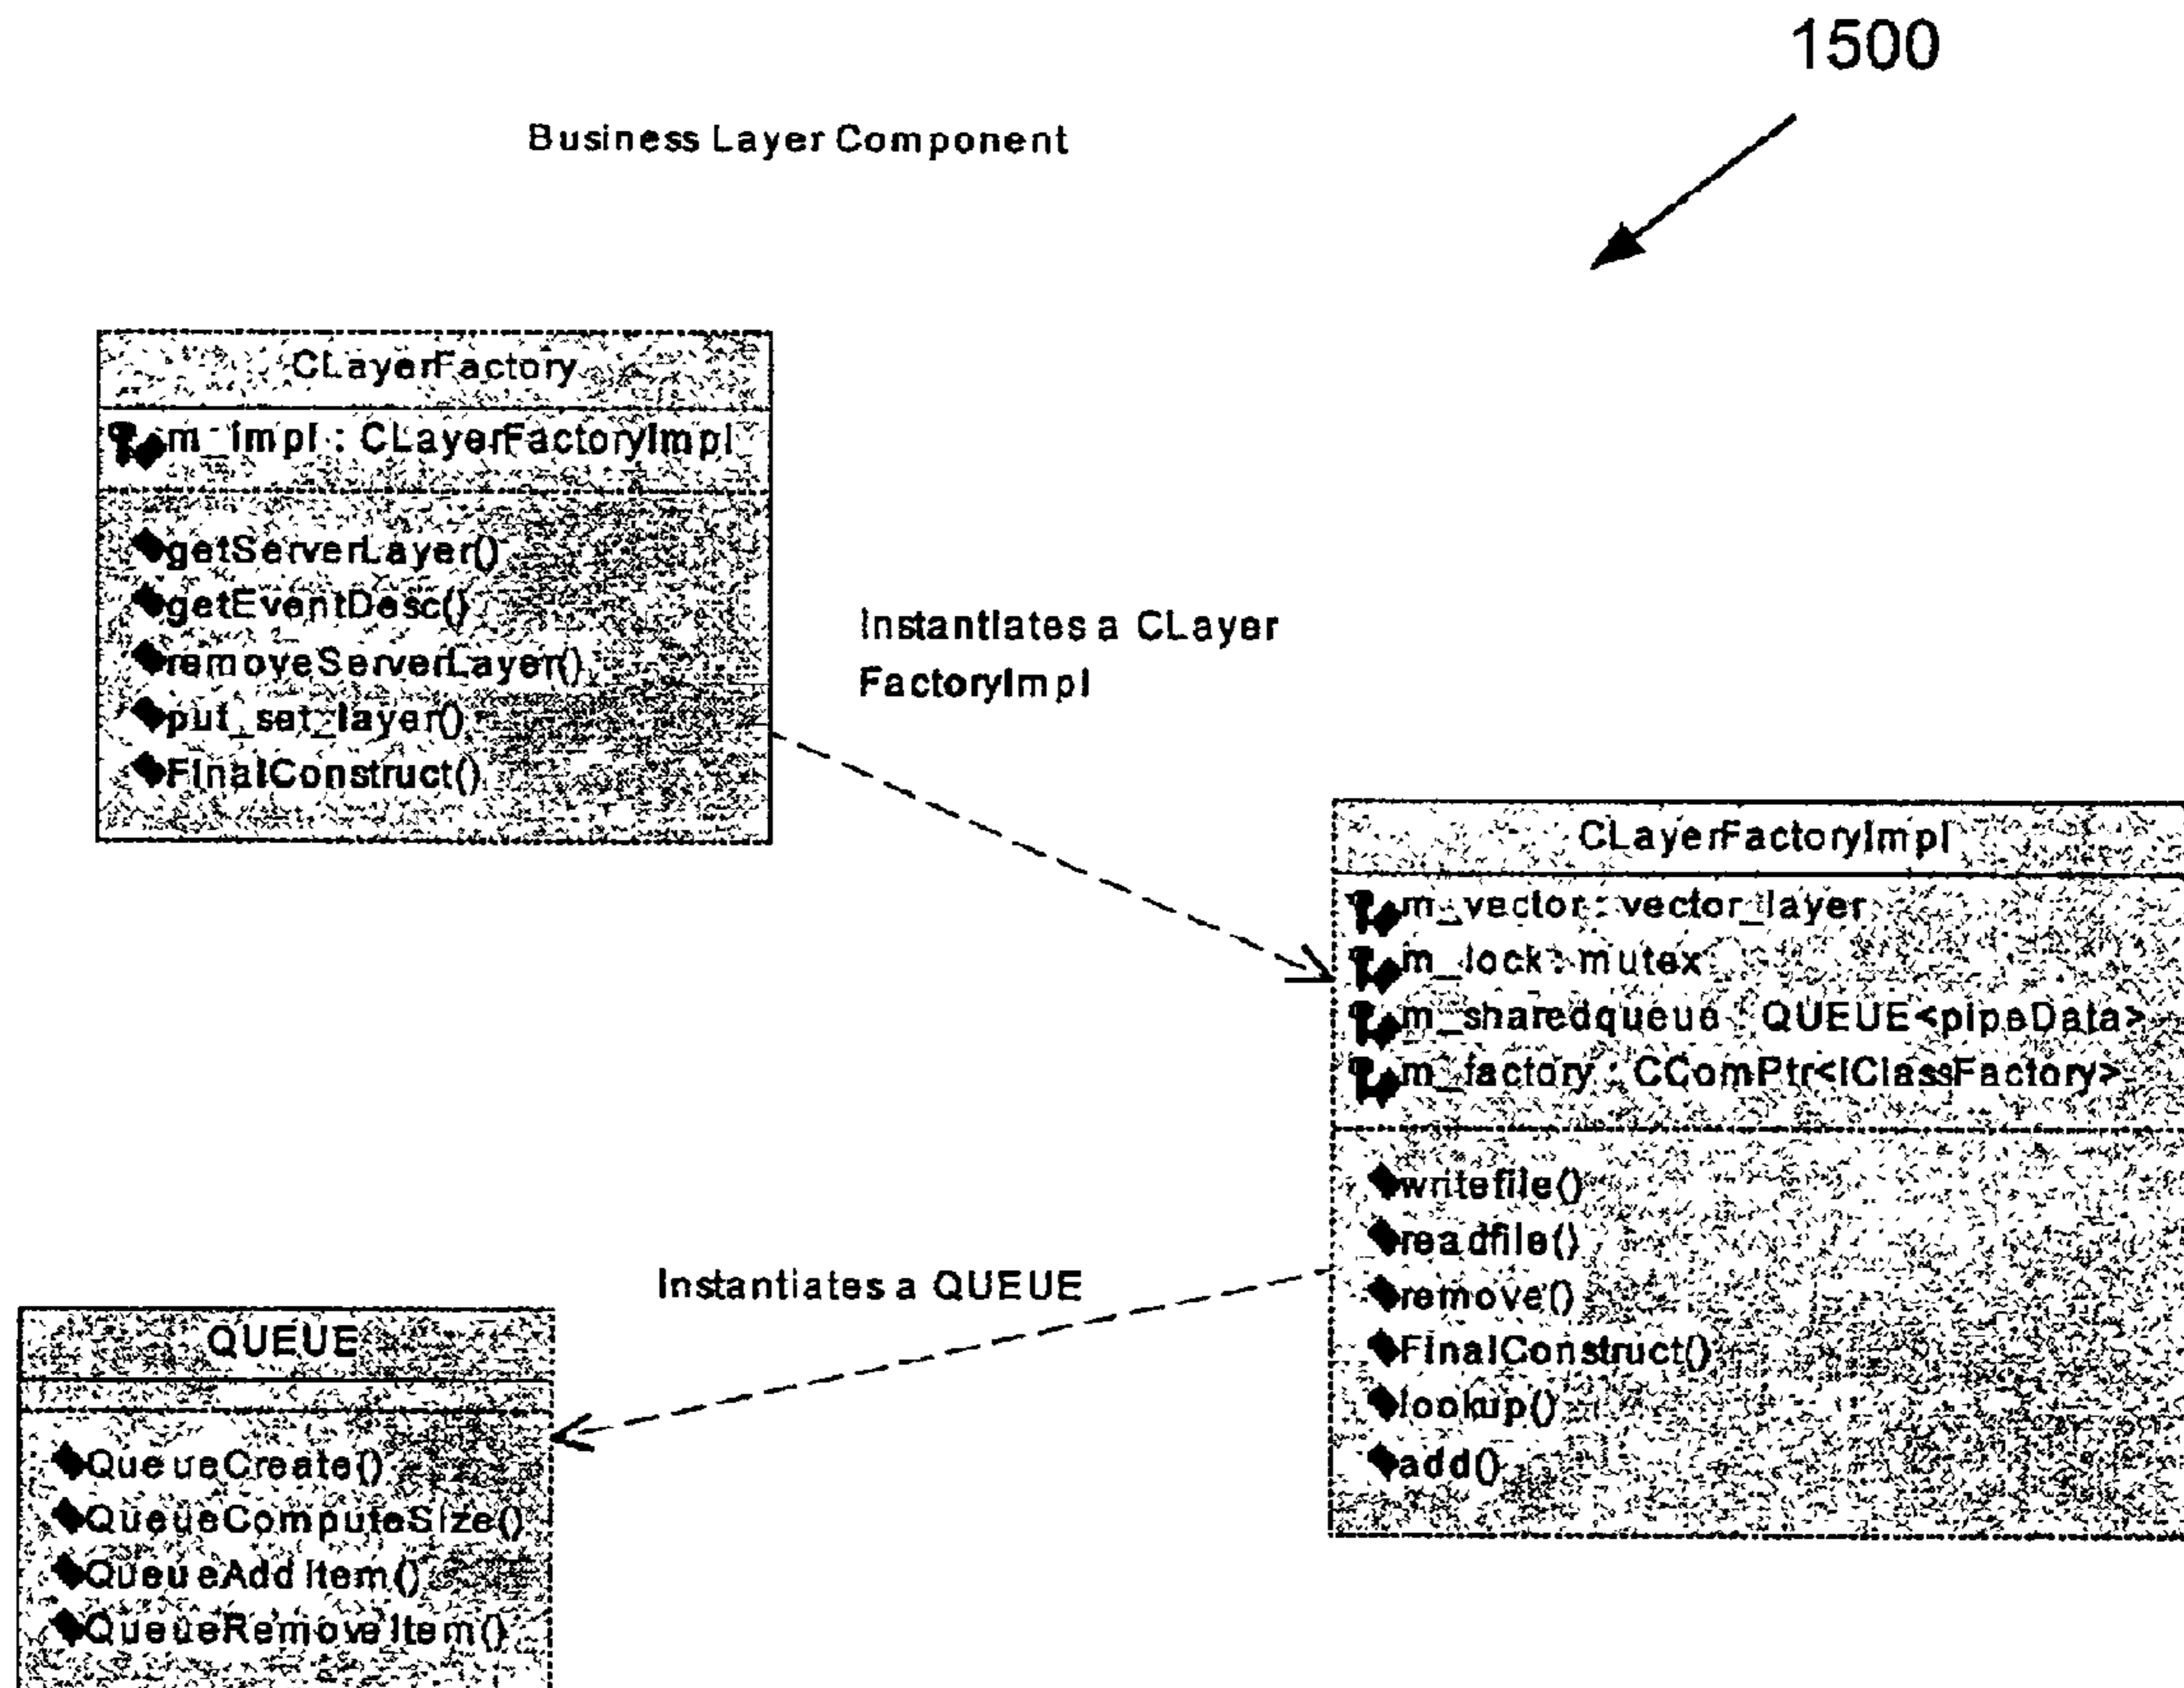 1500
Business Layer Component
CLayerFactory
m_impl : CLayerFactoryImpl
getServerLayer()
getEventDesc()
removeServerLayer()
put_set_layer()
FinalConstruct()
Instantiates a CLayer
FactoryImpl
CLayerFactoryImpl
m_vector : vector_layer
m_lock : mutex
m_sharedqueue : QUEUE<pipeData>
m_factory : CComPtr<IClassFactory>
writefile()
readfile()
remove()
FinalConstruct()
lookup()
add()
Instantiates a QUEUE
QUEUE
QueueCreate()
QueueComputeSize()
QueueAddItem()
QueueRemoveItem()